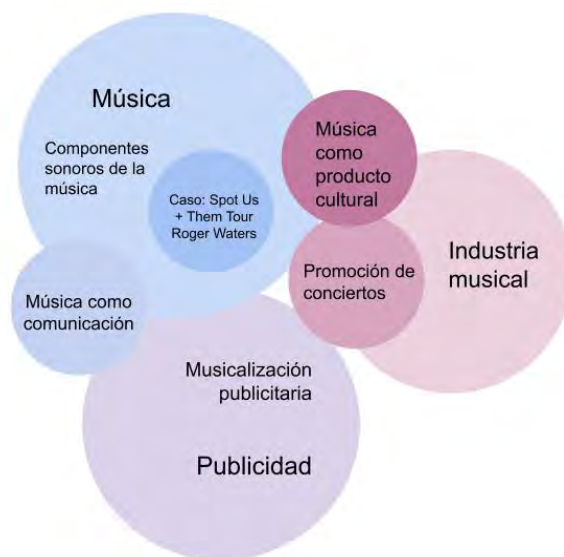 Música
Componentes
sonoros de la
música
Caso: Spot Us
+ Them Tour
Roger Waters
Música
como
producto
cultural
Industria
musical
Promoción de
conciertos
Música como
comunicación
Musicalización
publicitaria
Publicidad